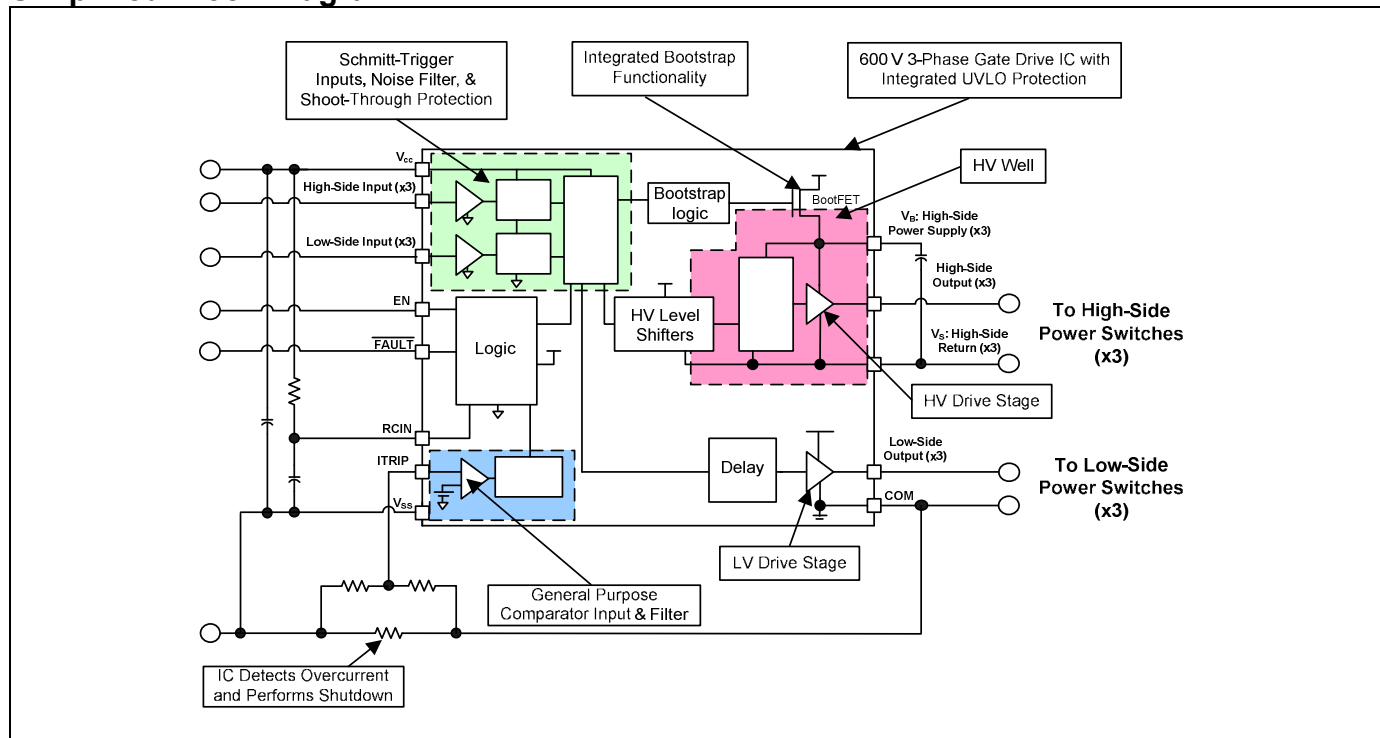 Schmitt-Trigger
Inputs, Noise Filter, &
Shoot-Through Protection
Integrated Bootstrap
Functionality
600 V 3-Phase Gate Drive IC with
Integrated UVLO Protection
HV Well
Vcc
High-Side Input (x3)
Low-Side Input (x3)
EN
FAULT
RCIN
ITRIP
VSS
Bootstrap
logic
BootFET
HV Level
Shifters
Logic
Delay
VB: High-Side
Power Supply (x3)
High-Side
Output (x3)
VS: High-Side
Return (x3)
To High-Side
Power Switches
(x3)
HV Drive Stage
Low-Side
Output (x3)
COM
To Low-Side
Power Switches
(x3)
LV Drive Stage
General Purpose
Comparator Input & Filter
IC Detects Overcurrent
and Performs Shutdown